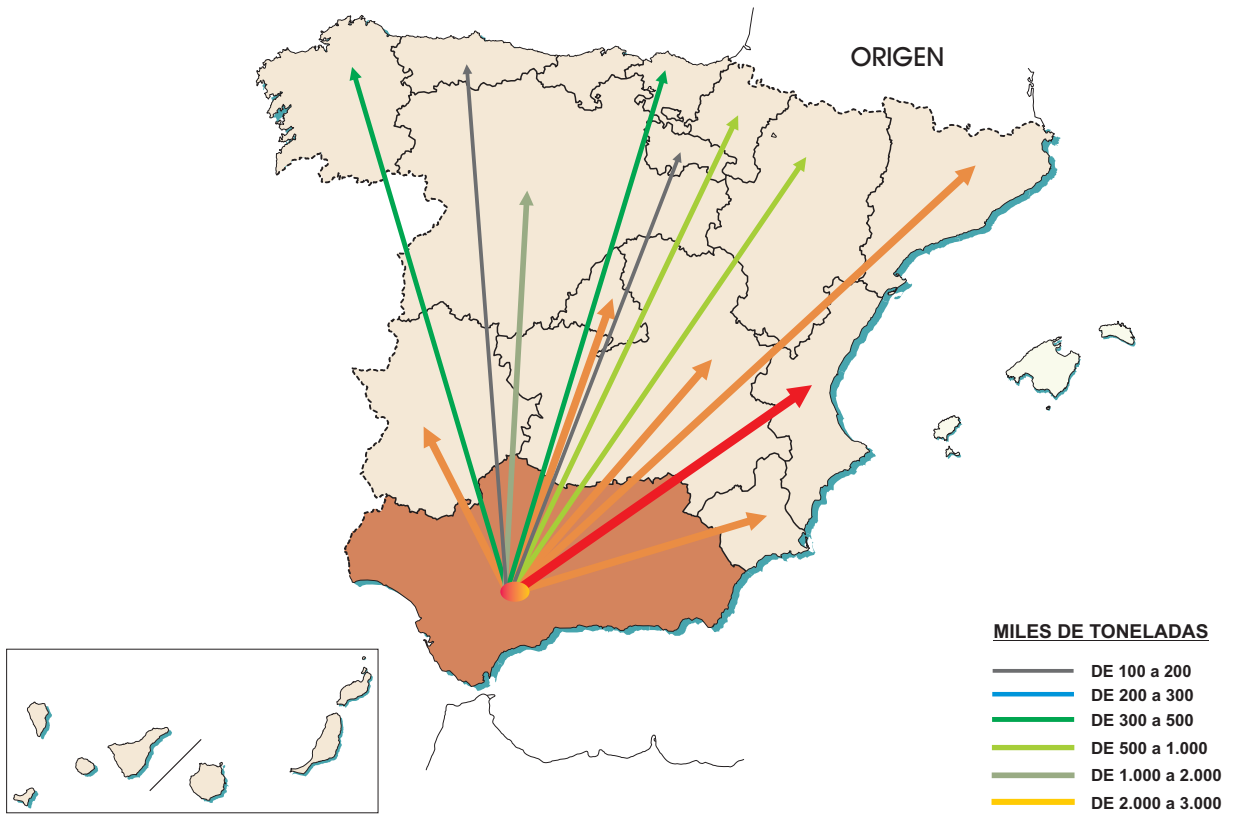 ORIGEN
MILES DE TONELADAS
DE 100 a 200
DE 200 a 300
DE 300 a 500
DE 500 a 1.000
DE 1.000 a 2.000
DE 2.000 a 3.000